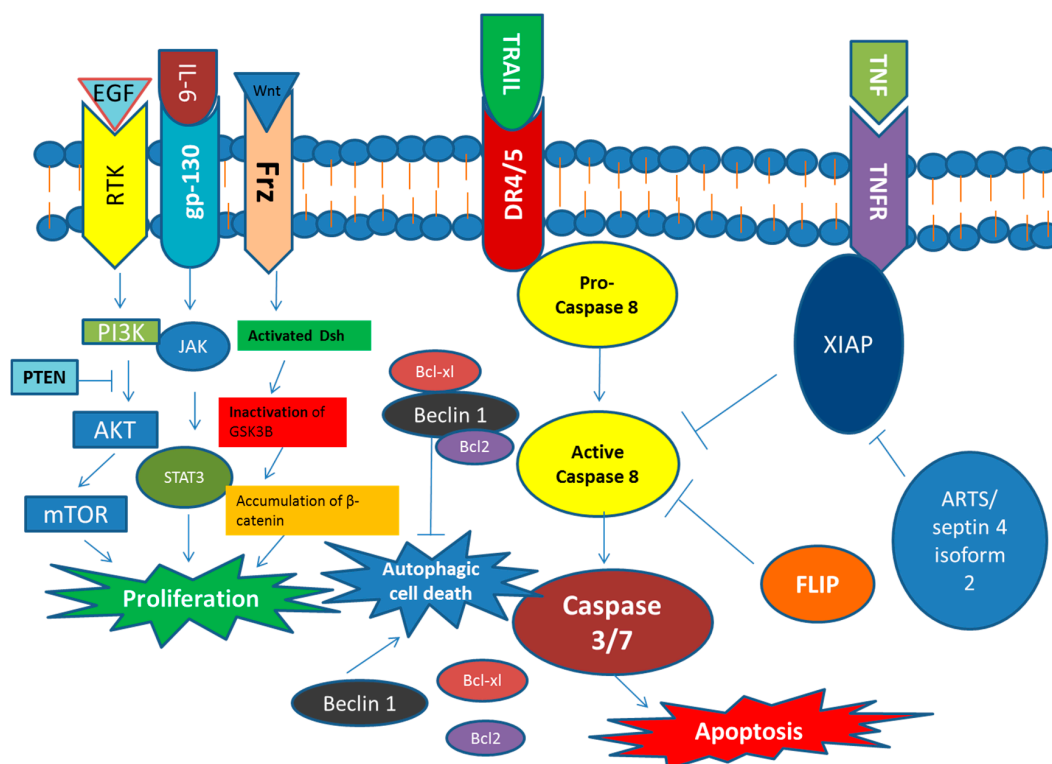 EGF
IL-6
Wnt
TRAIL
TNF
RTK
gp-130
Frz
DR4/5
TNFR
Pro-
Caspase 8
PI3K
JAK
Activated Dsh
XIAP
PTEN
Bcl-xl
Beclin 1
Bcl2
AKT
Inactivation of
GSK3B
Active
Caspase 8
STAT3
mTOR
Accumulation of β-
catenin
ARTS/
septin 4
isoform
2
Proliferation
Autophagic
cell death
FLIP
Caspase
3/7
Beclin 1
Bcl-xl
Bcl2
Apoptosis